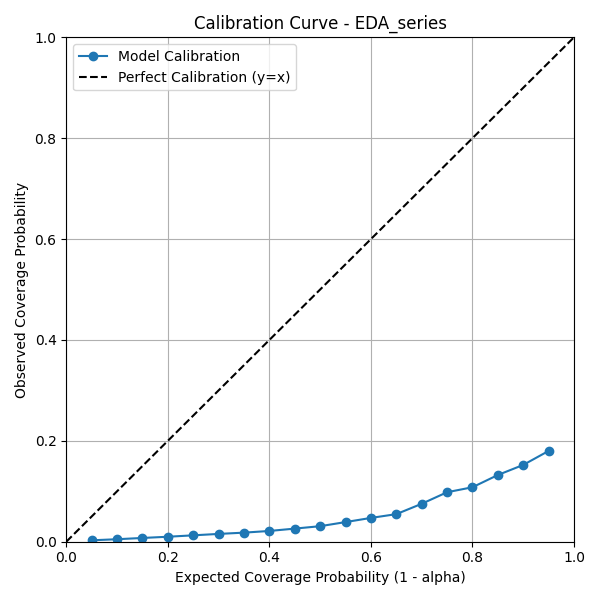 Calibration Curve - EDA_series
Model Calibration
Perfect Calibration (y=x)
Observed Coverage Probability
1.0
0.8
0.6
0.4
0.2
0.0
0.0 0.2 0.4 0.6 0.8 1.0
Expected Coverage Probability (1 - alpha)